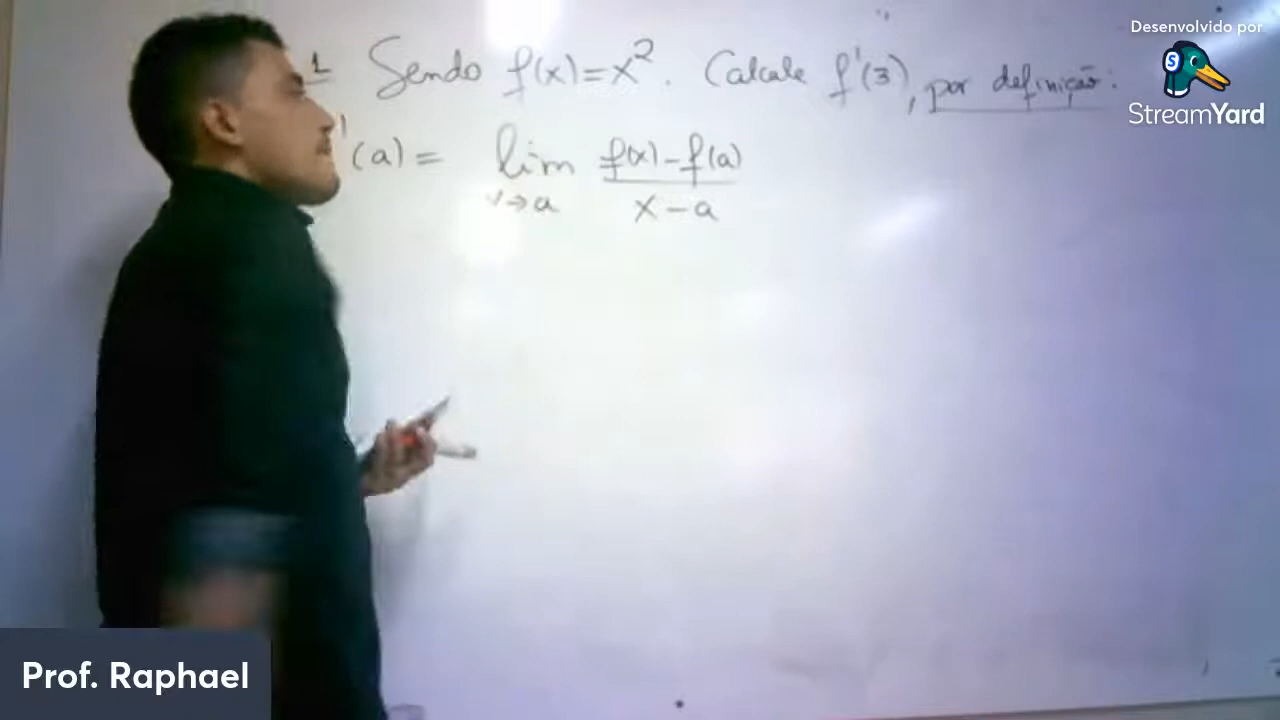 1 Sendo f(x)=x². Calcule f'(3), por definição:
'(a) = lim f(x)-f(a)
x→a x-a
Desenvolvido por
S
StreamYard
Prof. Raphael